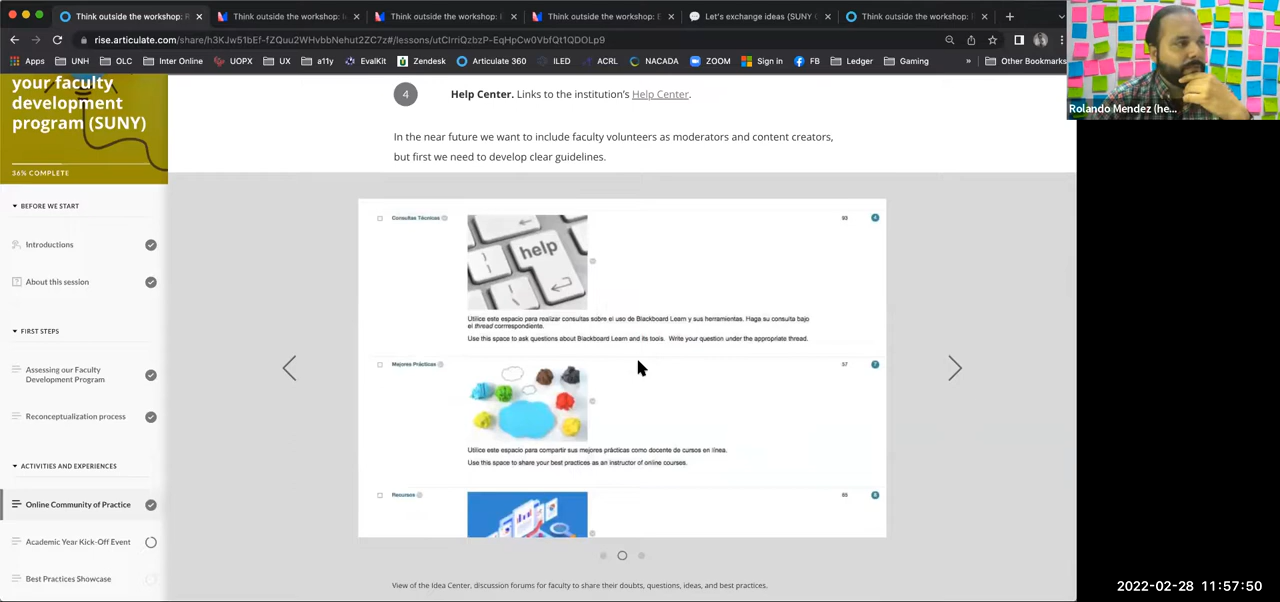 Think outside the workshop: R
Think outside the workshop: I
Think outside the workshop:
Think outside the workshop: E
Let's exchange ideas (SUNY
Think outside the workshop:
rise.articulate.com/share/h3KJw51bEf-fZQuu2WHvbbNehut2ZC7z#/lessons/utCIrriQzbzP-EqHpCw0VbfQt1QDOLp9
Apps
UNH
OLC
Inter Online
UOPX
UX
a11y
EvalKit
Zendesk
Articulate 360
ILED
ACRL
NACADA
ZOOM
Sign in
FB
Ledger
Gaming
»
Other Bookmarks
Rolando Mendez (he...
your faculty
development
program (SUNY)
36% COMPLETE
BEFORE WE START
Introductions
About this session
FIRST STEPS
Assessing our Faculty
Development Program
Reconceptualization process
ACTIVITIES AND EXPERIENCES
Online Community of Practice
Academic Year Kick-Off Event
Best Practices Showcase
4 Help Center. Links to the institution's Help Center.
In the near future we want to include faculty volunteers as moderators and content creators,
but first we need to develop clear guidelines.
Consultas Técnicas
93
help
Utilice este espacio para realizar consultas sobre el uso de Blackboard Learn y sus herramientas. Haga su consulta bajo
el thread correspondiente.
Use this space to ask questions about Blackboard Learn and its tools. Write your question under the appropriate thread.
Mejores Prácticas
57
Utilice este espacio para compartir sus mejores prácticas como docente de cursos en línea.
Use this space to share your best practices as an instructor of online courses.
Recursos
View of the Idea Center, discussion forums for faculty to share their doubts, questions, ideas, and best practices.
2022-02-28 11:57:50